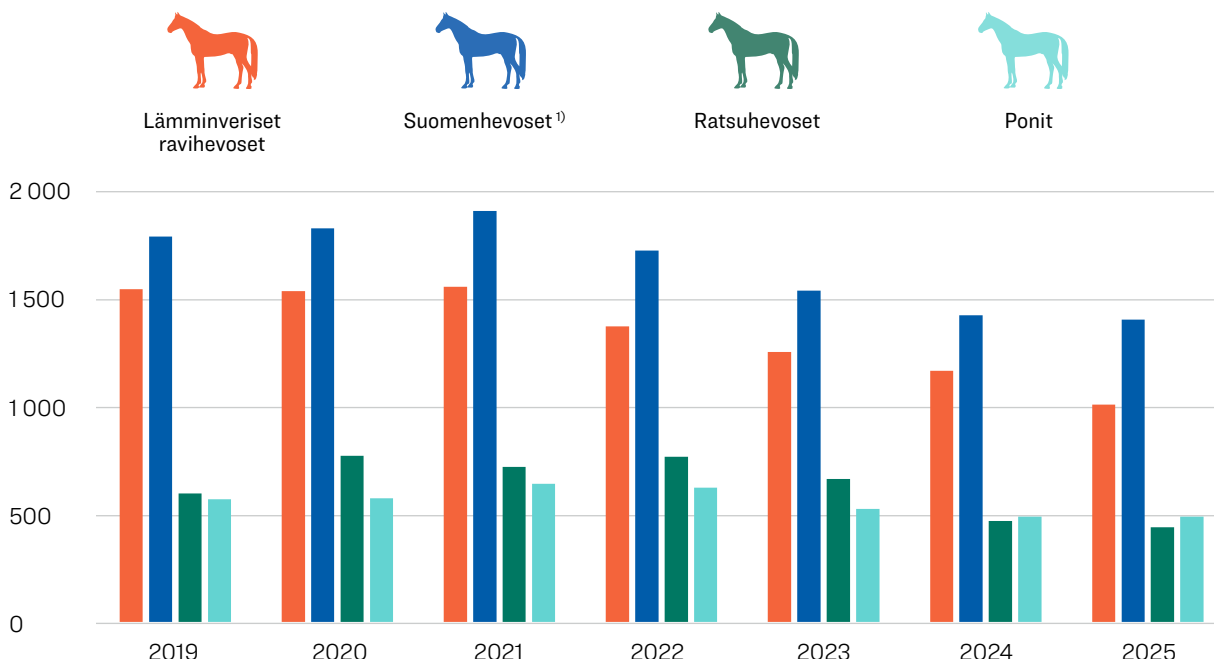 Lämminveriset
ravihevoset
Suomenhevoset ¹⁾
Ratsuhevoset
Ponit
2 000
1 500
1 000
500
0
2019 2020 2021 2022 2023 2024 2025